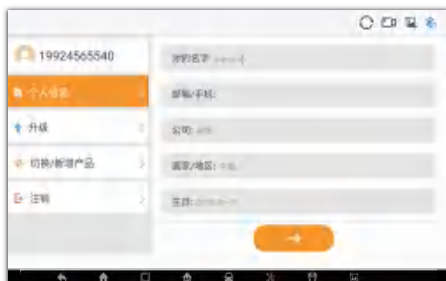 19924565540
个人信息
升级
切换/新增产品
注销
您的名字:
邮箱/手机:
公司:
国家/地区:
生日: